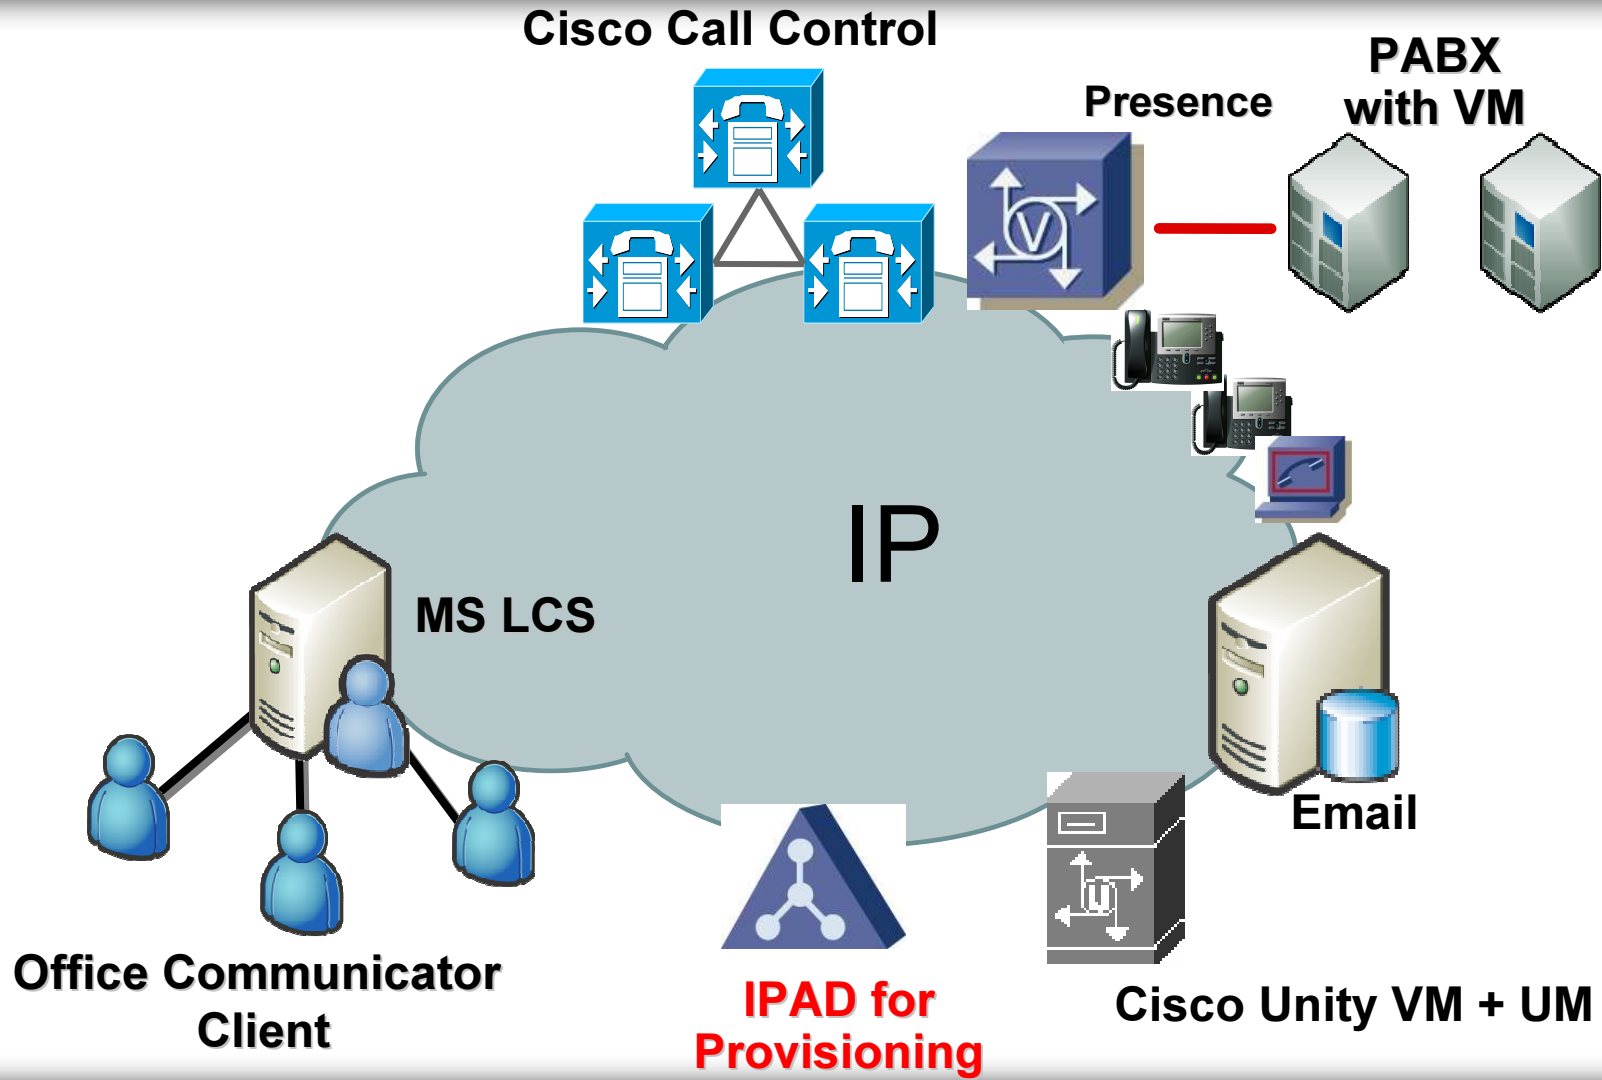 Cisco Call Control
PABX
with VM
Presence
V
IP
MS LCS
Email
U
Office Communicator
Client
IPAD for
Provisioning
Cisco Unity VM + UM